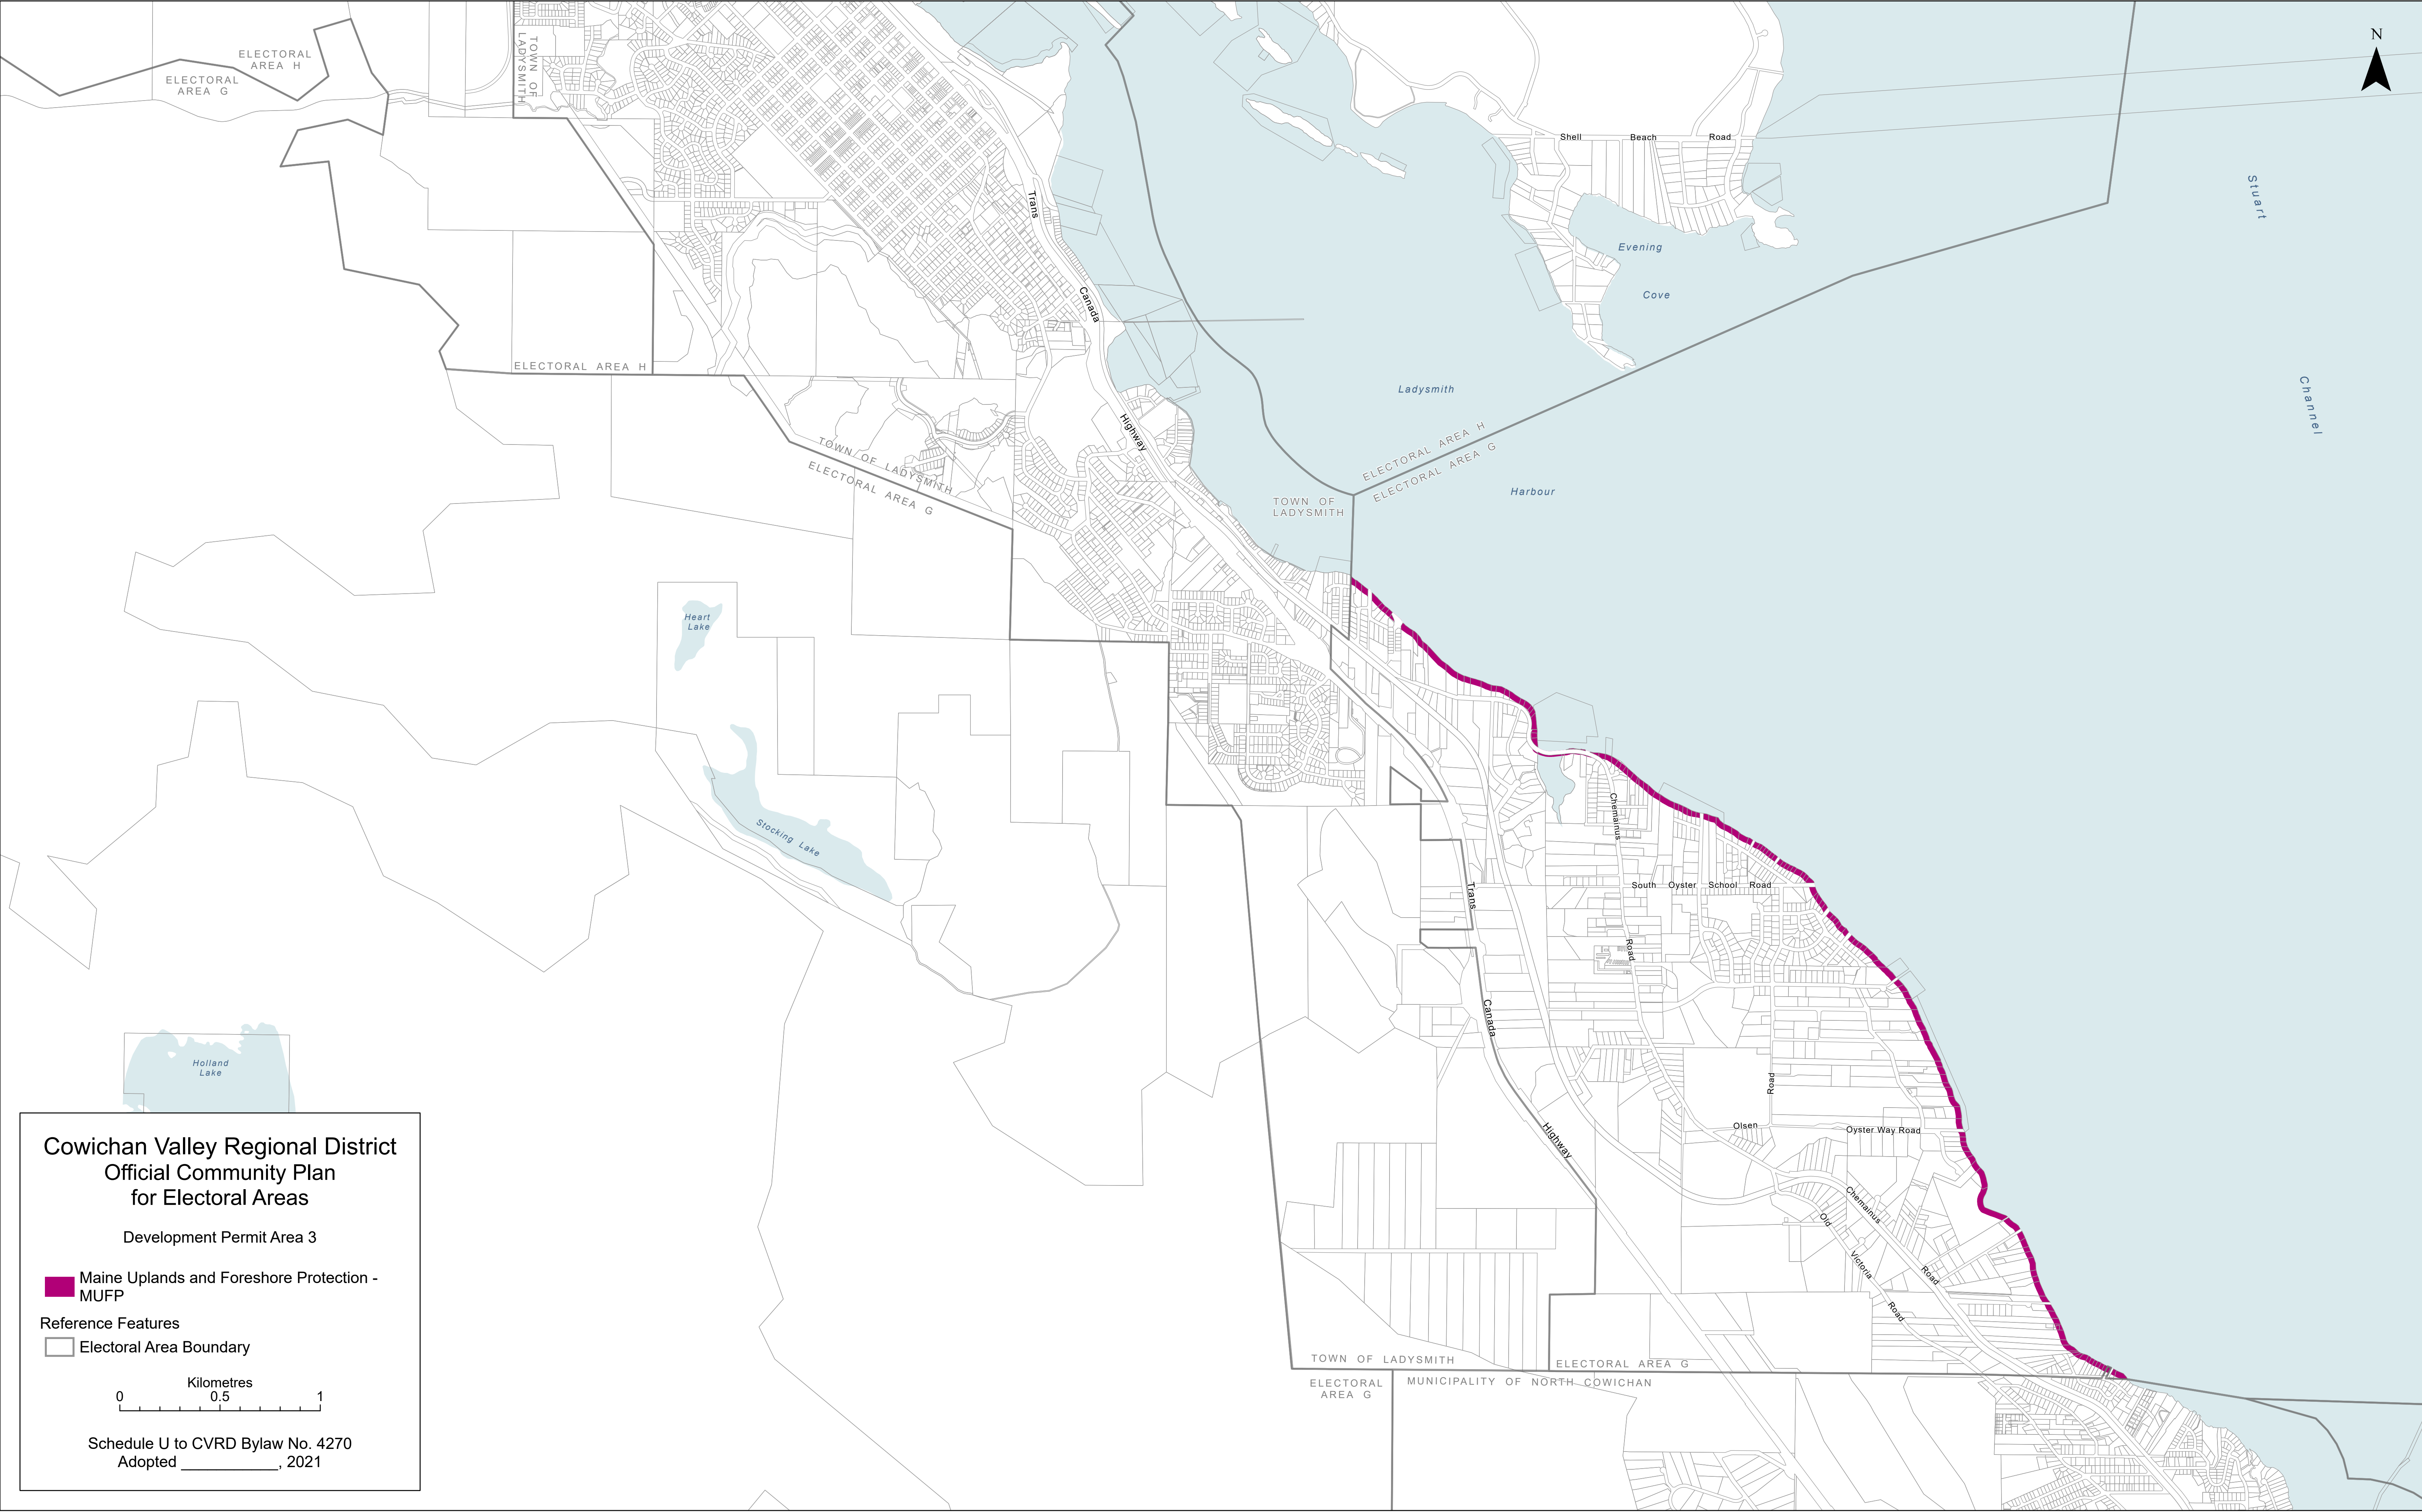 ELECTORAL
AREA H
ELECTORAL
AREA G
TOWN OF
LADYSMITH
N
Shell Beach Road
Stuart
Channel
Trans
Canada
Highway
Evening
Cove
ELECTORAL AREA H
Ladysmith
Harbour
TOWN OF LADYSMITH
ELECTORAL AREA G
ELECTORAL AREA H
ELECTORAL AREA G
TOWN OF
LADYSMITH
Heart
Lake
Stocking Lake
Holland
Lake
Chemainus
Road
South Oyster School Road
Trans
Canada
Highway
Road
Olsen
Oyster Way Road
Chemainus
Road
Old
Victoria
Road
TOWN OF LADYSMITH
ELECTORAL AREA G
ELECTORAL
AREA G
MUNICIPALITY OF NORTH COWICHAN
Cowichan Valley Regional District
Official Community Plan
for Electoral Areas
Development Permit Area 3
Maine Uplands and Foreshore Protection -
MUFP
Reference Features
Electoral Area Boundary
Kilometres
0 0.5 1
Schedule U to CVRD Bylaw No. 4270
Adopted ____________, 2021